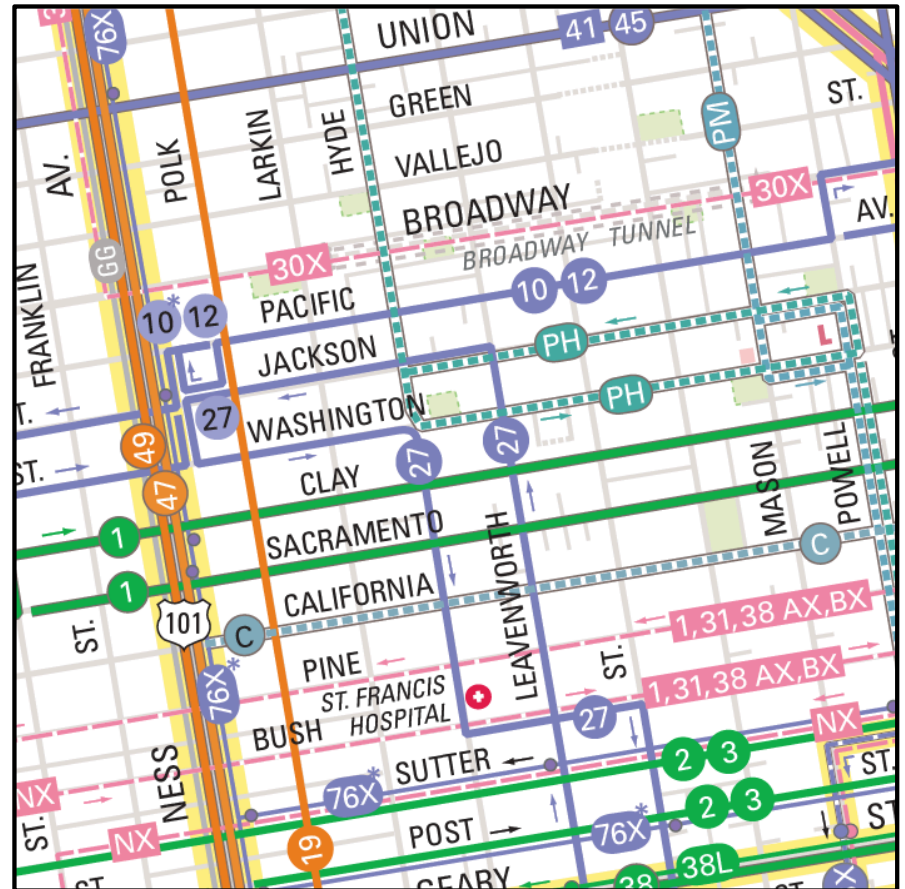 76X
UNION
41
45
AV.
POLK
LARKIN
HYDE
GREEN
PM
ST.
VALLEJO
BROADWAY
30X
BROADWAY TUNNEL
AV.
GG
30X
FRANKLIN
10*
12
PACIFIC
10
12
JACKSON
PH
L
T.
27
WASHINGTON
PH
49
27
27
ST.
47
CLAY
MASON
POWELL
1
SACRAMENTO
LEAVENWORTH
C
1
CALIFORNIA
101
C
1,31,38 AX,BX
ST.
PINE
ST.
76X*
ST. FRANCIS
HOSPITAL
1,31,38 AX,BX
BUSH
27
NX
NESS
SUTTER
2
3
ST.
NX
76X*
ST.
NX
POST
76X*
2
3
ST
19
GEARY
38
38L
ST.
ST.
X